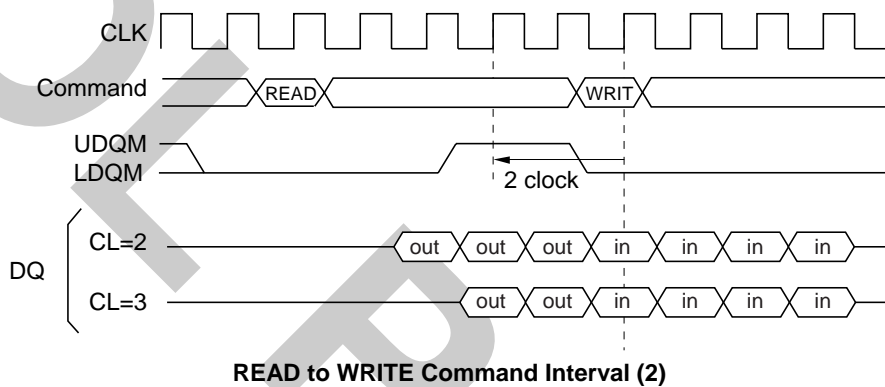 CLK
Command READ WRIT
UDQM
LDQM
2 clock
DQ
CL=2 out out out in in in in
CL=3 out out in in in in
READ to WRITE Command Interval (2)